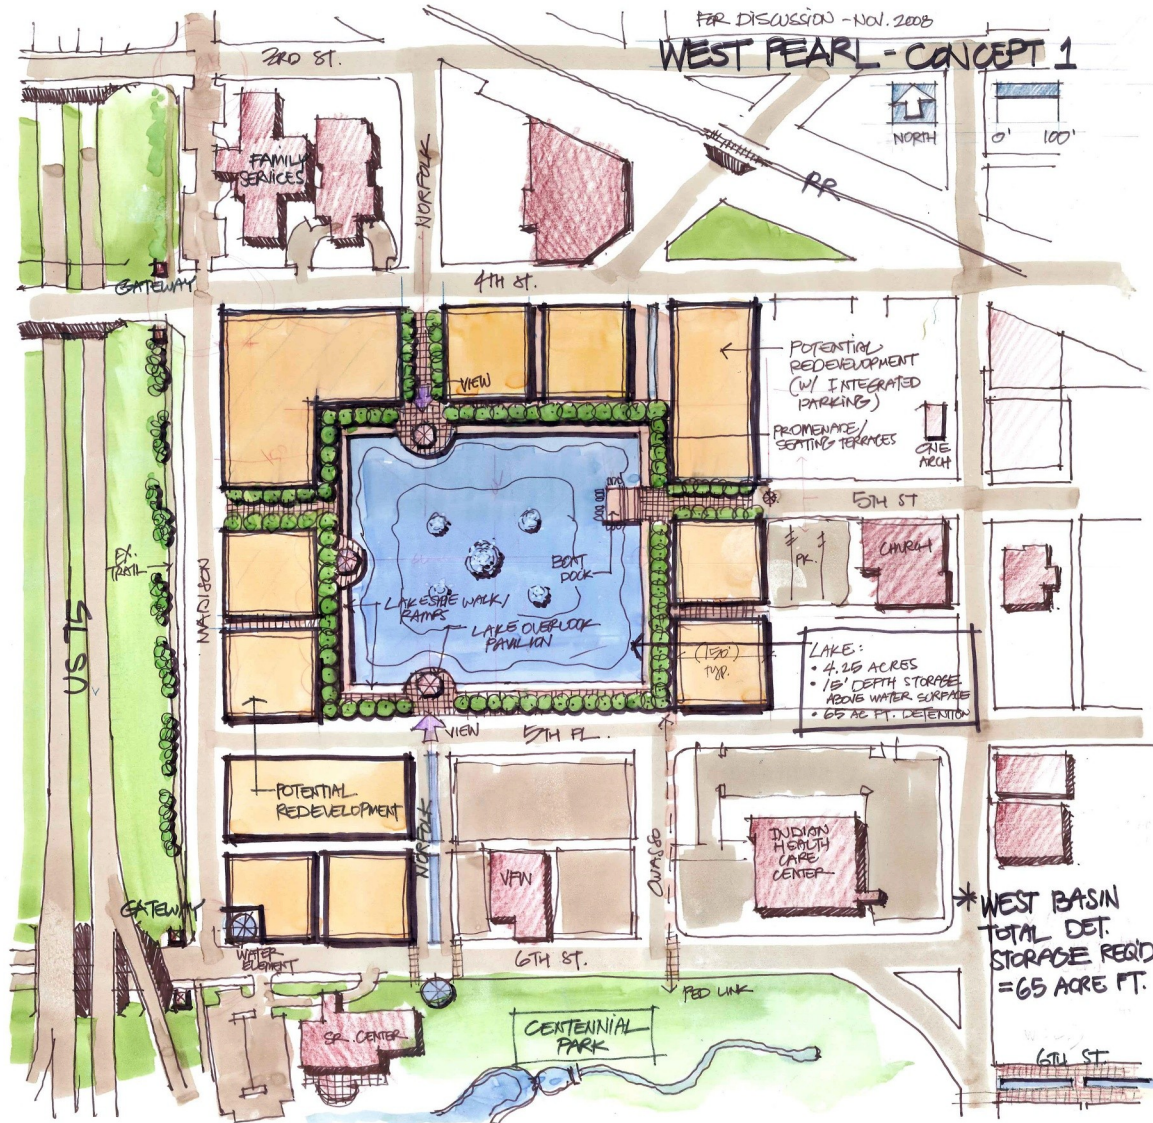 FOR DISCUSSION - NOV. 2008
WEST PEARL - CONCEPT 1
3RD ST.
NORTH
0' 100'
FAMILY
SERVICES
NORFOLK
RR
GATEWAY
4TH ST.
VIEW
POTENTIAL
REDEVELOPMENT
(W/ INTEGRATED
PARKING)
PROMENADE/
SEATING TERRACES
ONE
ARCH
5TH ST
EX.
TRAIL
MADISON
US 75
BOAT
DOCK
PK.
CHURCH
LAKESIDE WALK/
RAMPS
LAKE OVERLOOK
PAVILION
(150')
TYP.
LAKE:
• 4.25 ACRES
• 15' DEPTH STORAGE
ABOVE WATER SURFACE
• 65 AC FT. DETENTION
VIEW
5TH PL.
POTENTIAL
REDEVELOPMENT
NORFOLK
OWASSO
VFW
INDIAN
HEALTH
CARE
CENTER
GATEWAY
WATER
ELEMENT
6TH ST.
* WEST BASIN
TOTAL DET.
STORAGE REQ'D
= 65 ACRE FT.
PED LINK
SR. CENTER
CENTENNIAL
PARK
6TH ST.